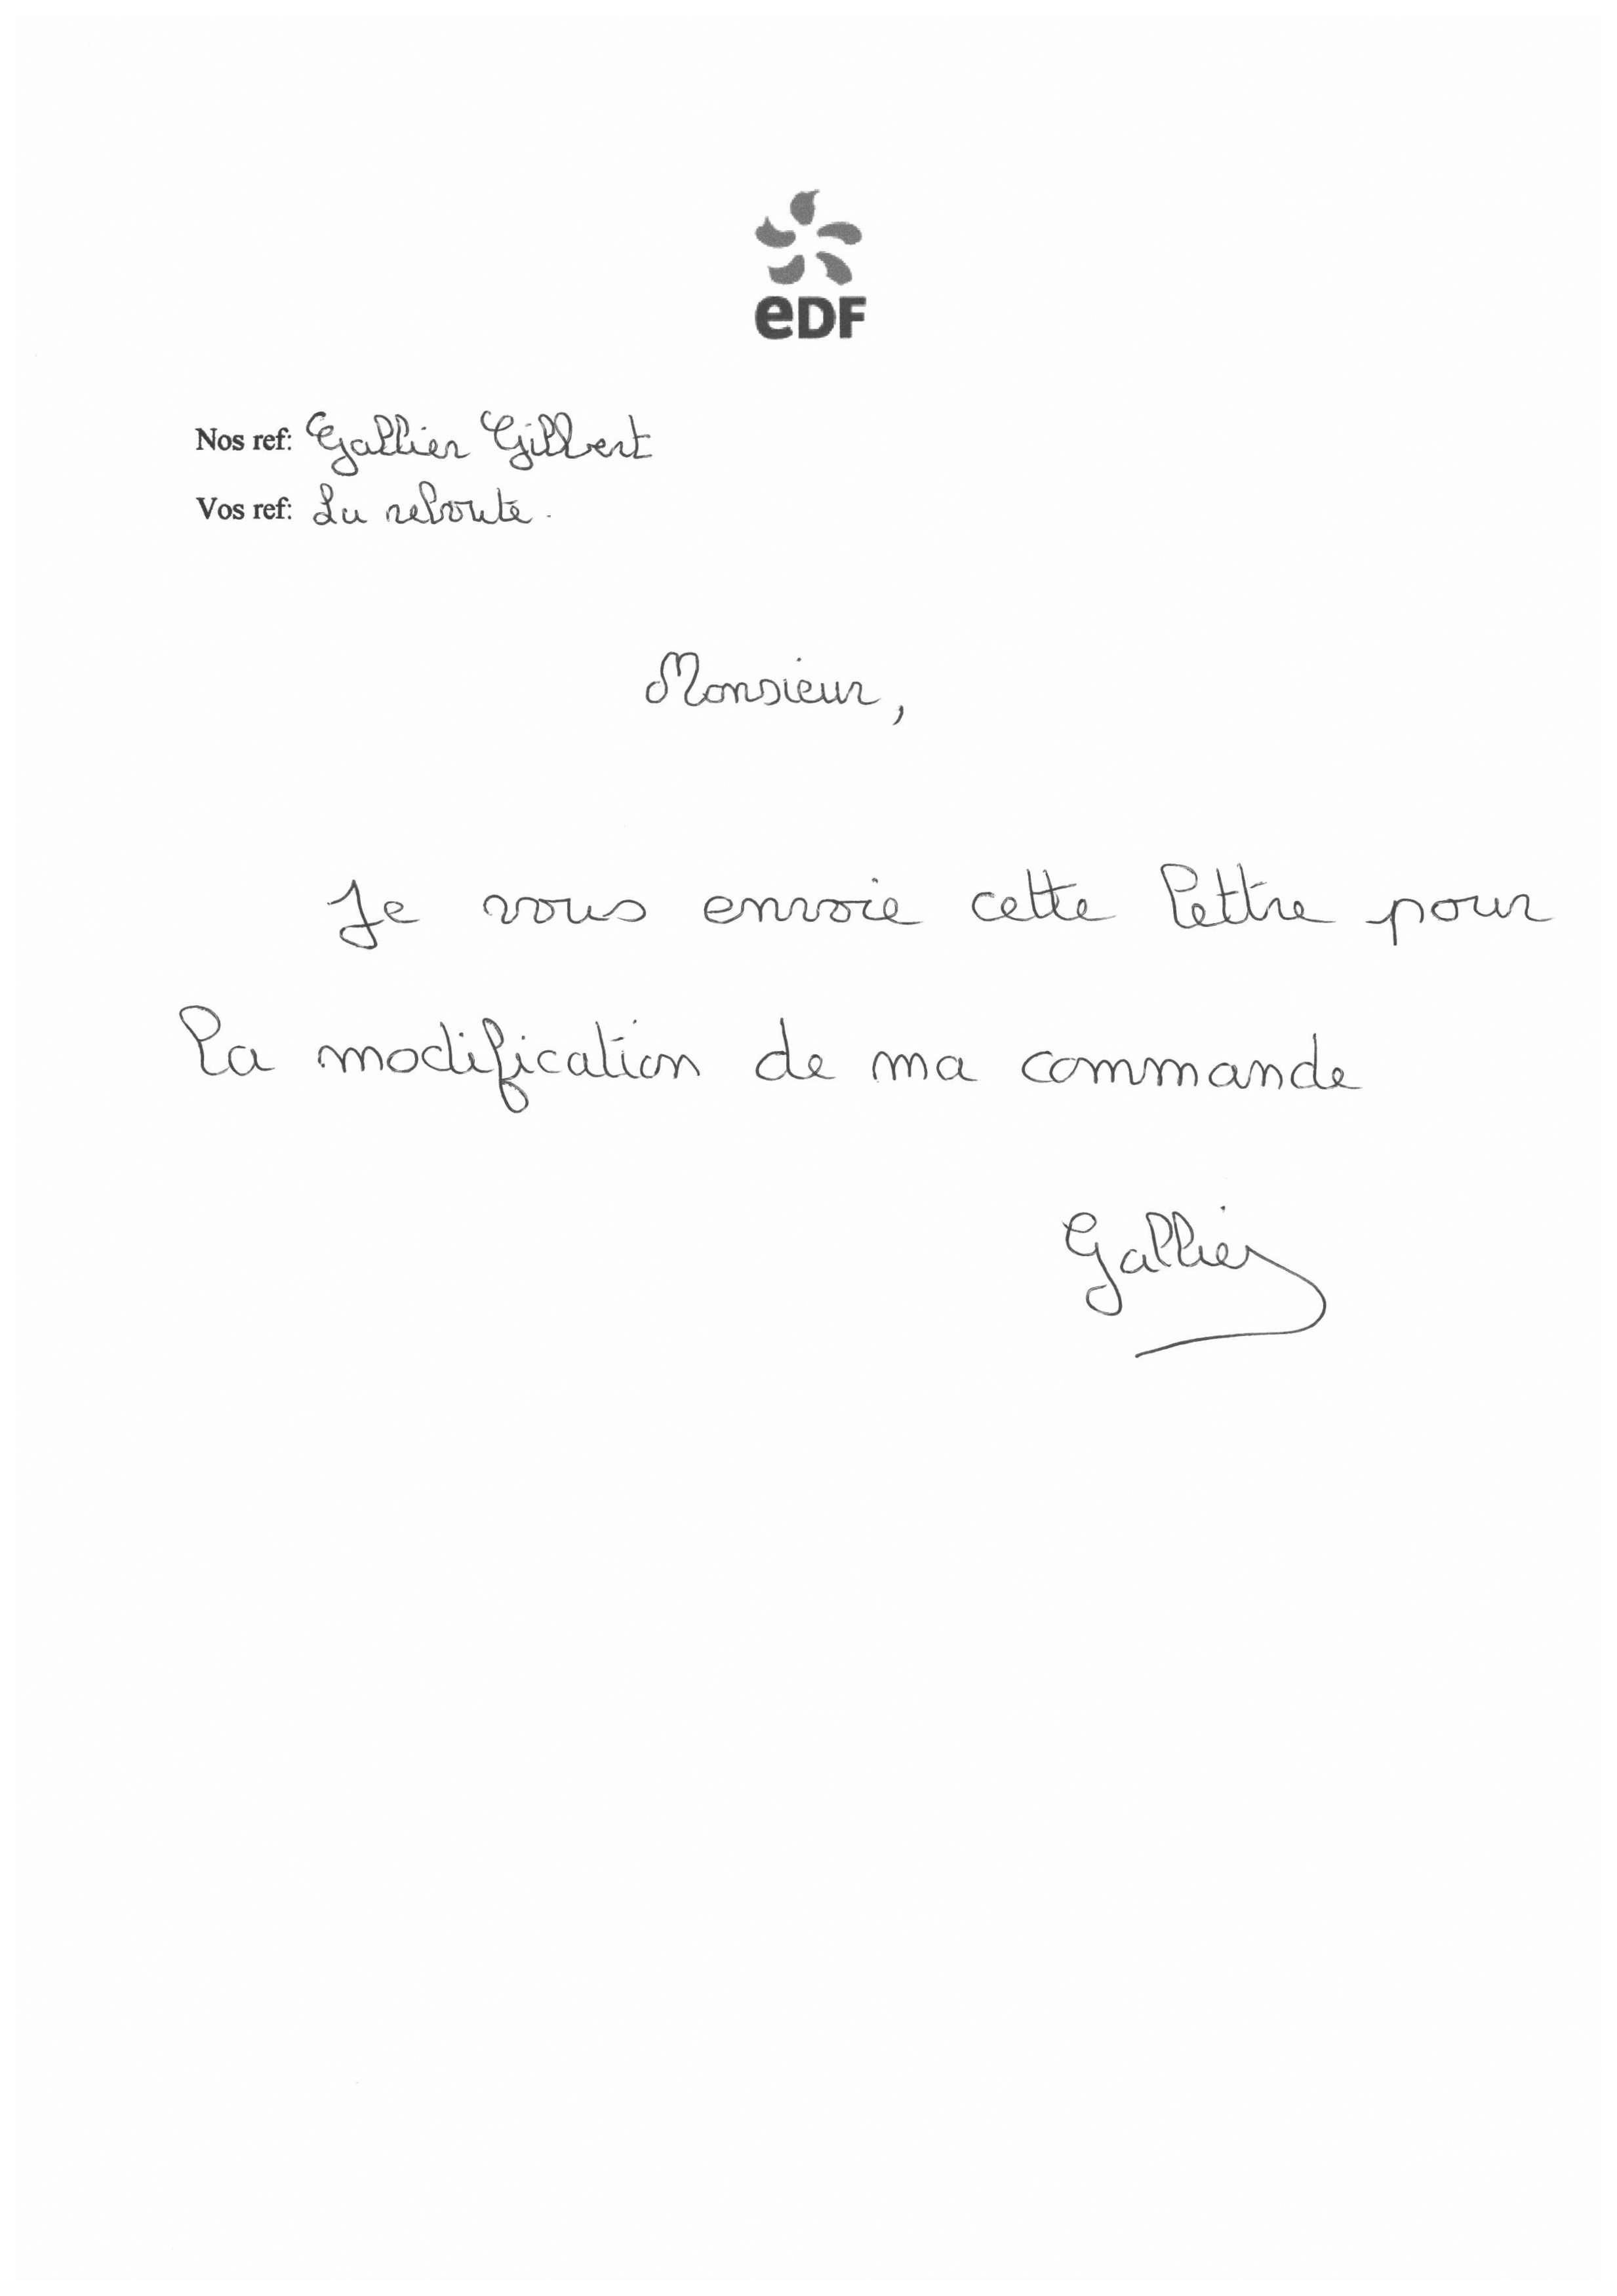 eDF
Nos ref: Gallier Gilbert
Vos ref: La reboute.
Monsieur,
Je vous envoie cette lettre pour
la modification de ma commande
Gallier